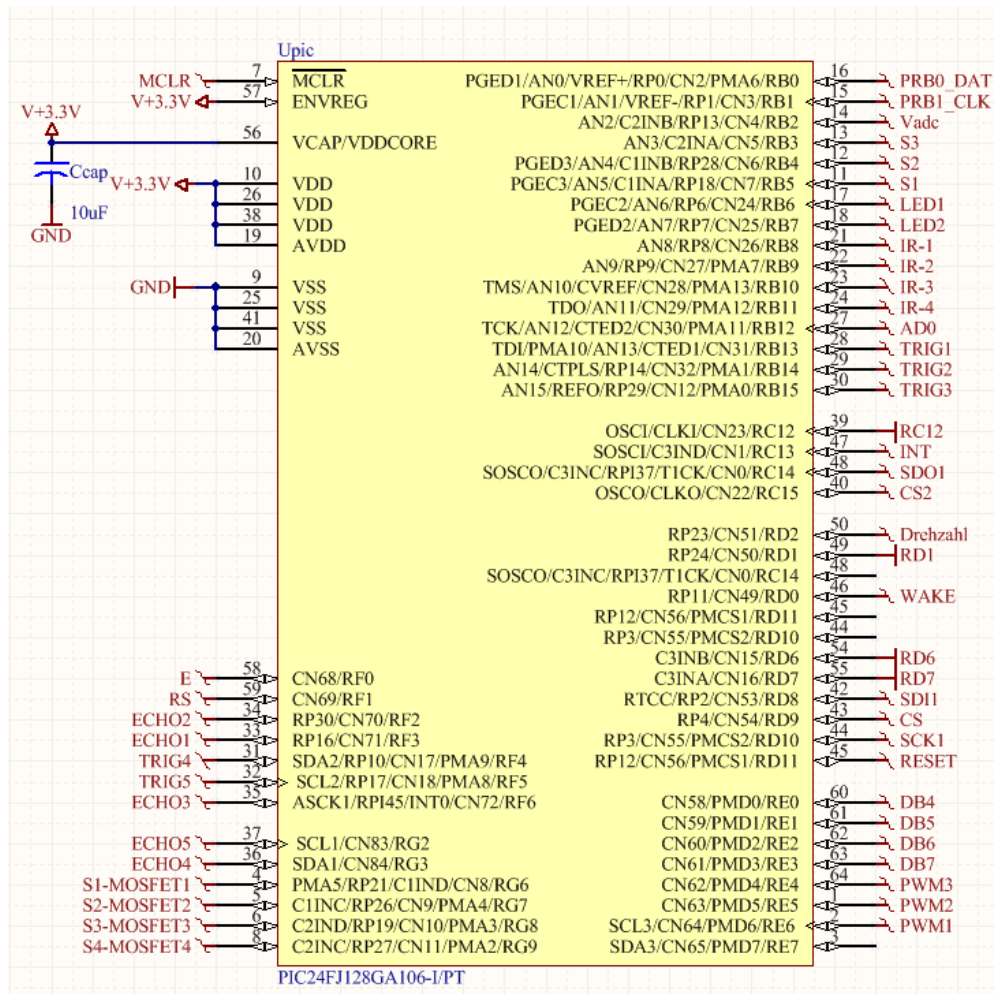 Upic
MCLR 7 MCLR PGED1/AN0/VREF+/RP0/CN2/PMA6/RB0 16 PRB0_DAT
V+3.3V 57 ENVREG PGEC1/AN1/VREF-/RP1/CN3/RB1 15 PRB1_CLK
V+3.3V AN2/C2INB/RP13/CN4/RB2 14 Vadc
56 VCAP/VDDCORE AN3/C2INA/CN5/RB3 13 S3
Ccap PGED3/AN4/C1INB/RP28/CN6/RB4 12 S2
V+3.3V 10 VDD PGEC3/AN5/C1INA/RP18/CN7/RB5 11 S1
10uF 26 VDD PGEC2/AN6/RP6/CN24/RB6 17 LED1
38 VDD PGED2/AN7/RP7/CN25/RB7 18 LED2
GND 19 AVDD AN8/RP8/CN26/RB8 21 IR-1
AN9/RP9/CN27/PMA7/RB9 22 IR-2
GND 9 VSS TMS/AN10/CVREF/CN28/PMA13/RB10 23 IR-3
25 VSS TDO/AN11/CN29/PMA12/RB11 24 IR-4
41 VSS TCK/AN12/CTED2/CN30/PMA11/RB12 27 AD0
20 AVSS TDI/PMA10/AN13/CTED1/CN31/RB13 28 TRIG1
AN14/CTPLS/RP14/CN32/PMA1/RB14 29 TRIG2
AN15/REFO/RP29/CN12/PMA0/RB15 30 TRIG3
OSCI/CLKI/CN23/RC12 39 RC12
SOSCI/C3IND/CN1/RC13 47 INT
SOSCO/C3INC/RPI37/T1CK/CN0/RC14 48 SDO1
OSCO/CLKO/CN22/RC15 40 CS2
RP23/CN51/RD2 50 Drehzahl
RP24/CN50/RD1 49 RD1
SOSCO/C3INC/RPI37/T1CK/CN0/RC14 48
RP11/CN49/RD0 46 WAKE
RP12/CN56/PMCS1/RD11 45
RP3/CN55/PMCS2/RD10 44
C3INB/CN15/RD6 54 RD6
E 58 CN68/RF0 C3INA/CN16/RD7 55 RD7
RS 59 CN69/RF1 RTCC/RP2/CN53/RD8 42 SDI1
ECHO2 34 RP30/CN70/RF2 RP4/CN54/RD9 43 CS
ECHO1 33 RP16/CN71/RF3 RP3/CN55/PMCS2/RD10 44 SCK1
TRIG4 31 SDA2/RP10/CN17/PMA9/RF4 RP12/CN56/PMCS1/RD11 45 RESET
TRIG5 32 SCL2/RP17/CN18/PMA8/RF5
ECHO3 35 ASCK1/RPI45/INT0/CN72/RF6 CN58/PMD0/RE0 60 DB4
CN59/PMD1/RE1 61 DB5
ECHO5 37 SCL1/CN83/RG2 CN60/PMD2/RE2 62 DB6
ECHO4 36 SDA1/CN84/RG3 CN61/PMD3/RE3 63 DB7
S1-MOSFET1 4 PMA5/RP21/C1IND/CN8/RG6 CN62/PMD4/RE4 64 PWM3
S2-MOSFET2 5 C1INC/RP26/CN9/PMA4/RG7 CN63/PMD5/RE5 1 PWM2
S3-MOSFET3 6 C2IND/RP19/CN10/PMA3/RG8 SCL3/CN64/PMD6/RE6 2 PWM1
S4-MOSFET4 8 C2INC/RP27/CN11/PMA2/RG9 SDA3/CN65/PMD7/RE7 3
PIC24FJ128GA106-I/PT